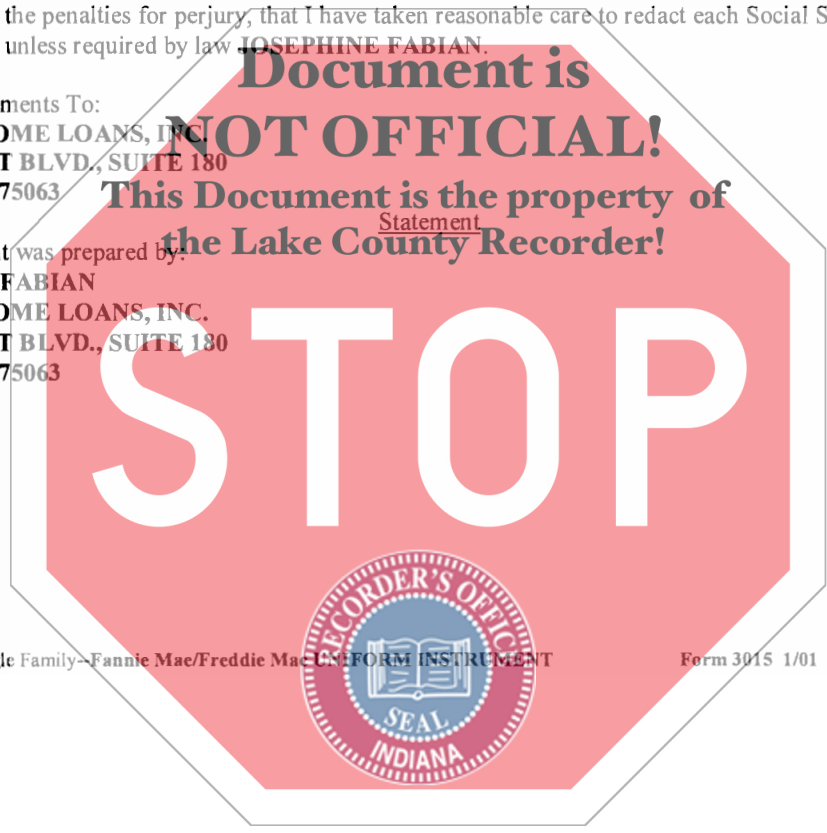 the penalties for perjury, that I have taken reasonable care to redact each Social S
unless required by law JOSEPHINE FABIAN.
Document is
ments To:
OME LOANS, INC.
NOT OFFICIAL!
T BLVD., SUITE 180
75063
This Document is the property of
Statement
t was prepared by:
the Lake County Recorder!
FABIAN
OME LOANS, INC.
T BLVD., SUITE 180
75063
STOP
RECORDER'S OFFICE
le Family--Fannie Mae/Freddie Mac UNIFORM INSTRUMENT Form 3015 1/01
SEAL
INDIANA